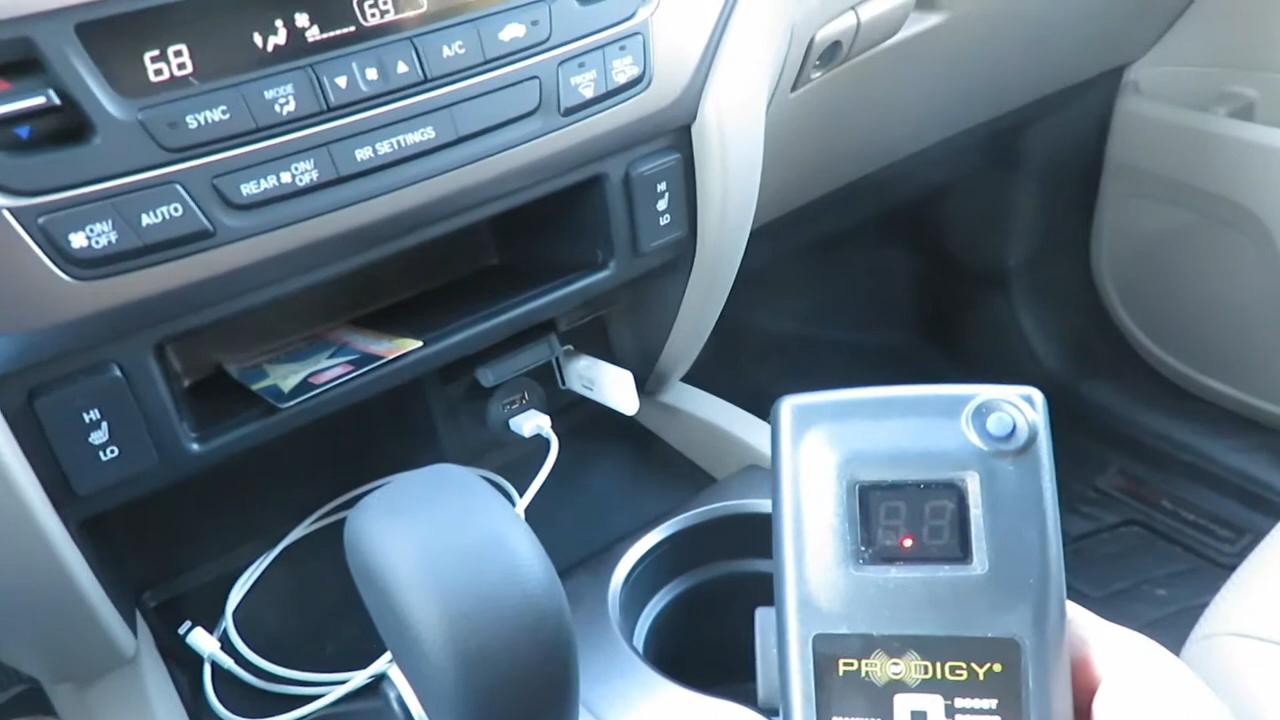 68
69
SYNC
MODE
A/C
FRONT
REAR
REAR ON/OFF
RR SETTINGS
ON/OFF
AUTO
HI
LO
HI
LO
PRODIGY
BOOST